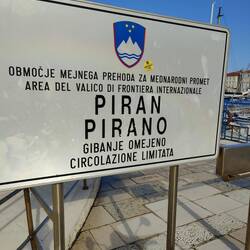 OBMOČJE MEJNEGA PREHODA ZA MEDNARODNI PROMET
AREA DEL VALICO DI FRONTIERA INTERNAZIONALE
PIRAN
PIRANO
GIBANJE OMEJENO
CIRCOLAZIONE LIMITATA